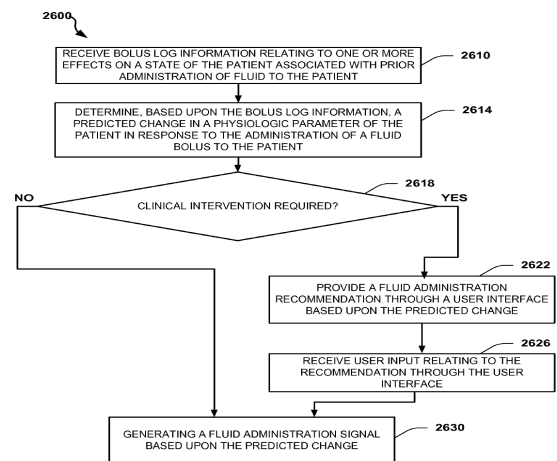 2600
RECEIVE BOLUS LOG INFORMATION RELATING TO ONE OR MORE
EFFECTS ON A STATE OF THE PATIENT ASSOCIATED WITH PRIOR
ADMINISTRATION OF FLUID TO THE PATIENT
2610
DETERMINE, BASED UPON THE BOLUS LOG INFORMATION, A
PREDICTED CHANGE IN A PHYSIOLOGIC PARAMETER OF THE
PATIENT IN RESPONSE TO THE ADMINISTRATION OF A FLUID
BOLUS TO THE PATIENT
2614
2618
NO
CLINICAL INTERVENTION REQUIRED?
YES
2622
PROVIDE A FLUID ADMINISTRATION
RECOMMENDATION THROUGH A USER INTERFACE
BASED UPON THE PREDICTED CHANGE
2626
RECEIVE USER INPUT RELATING TO THE
RECOMMENDATION THROUGH THE USER
INTERFACE
GENERATING A FLUID ADMINISTRATION SIGNAL
BASED UPON THE PREDICTED CHANGE
2630